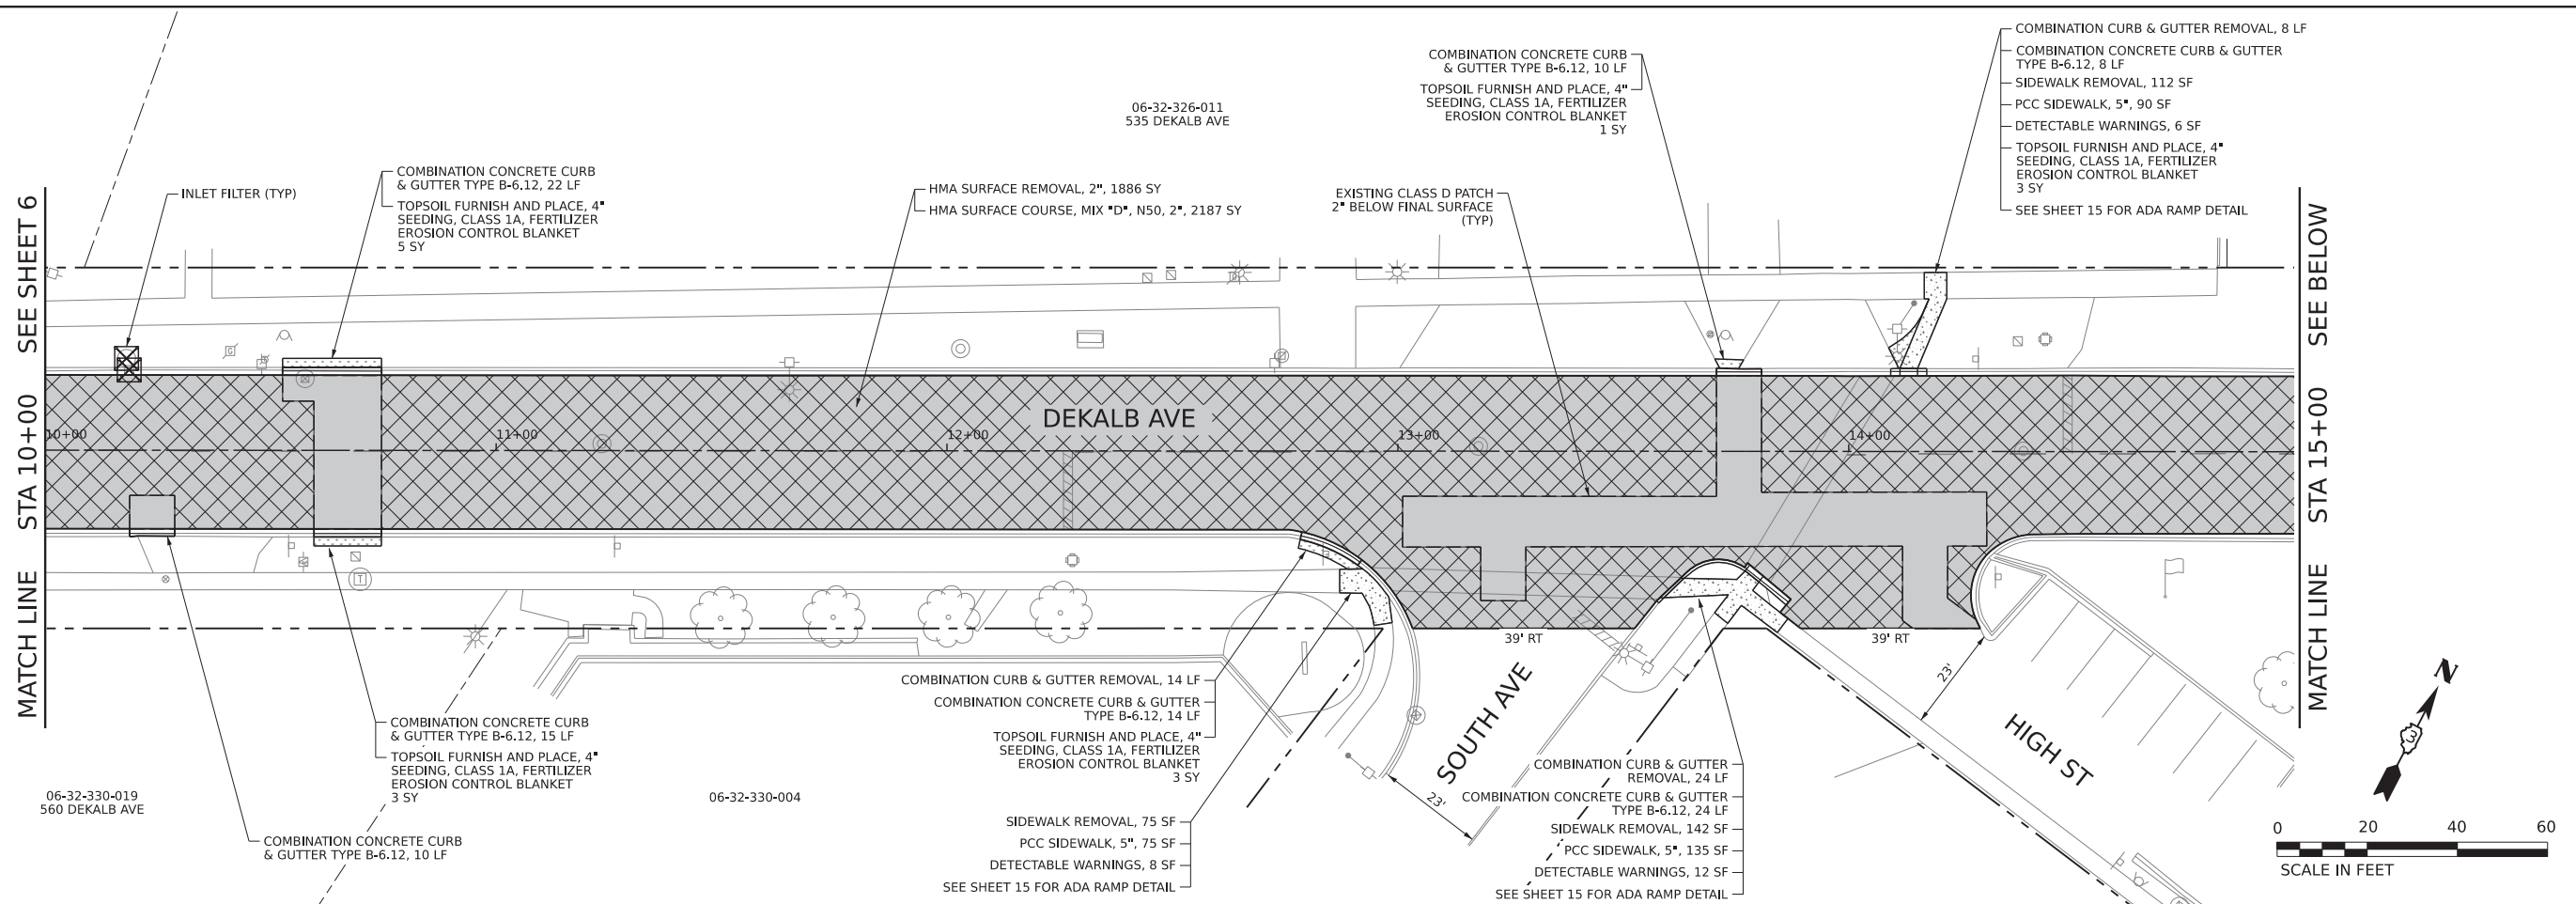 COMBINATION CURB & GUTTER REMOVAL, 8 LF
COMBINATION CONCRETE CURB & GUTTER
TYPE B-6.12, 8 LF
SIDEWALK REMOVAL, 112 SF
PCC SIDEWALK, 5", 90 SF
DETECTABLE WARNINGS, 6 SF
TOPSOIL FURNISH AND PLACE, 4"
SEEDING, CLASS 1A, FERTILIZER
EROSION CONTROL BLANKET
3 SY
SEE SHEET 15 FOR ADA RAMP DETAIL
COMBINATION CONCRETE CURB
& GUTTER TYPE B-6.12, 10 LF
TOPSOIL FURNISH AND PLACE, 4"
SEEDING, CLASS 1A, FERTILIZER
EROSION CONTROL BLANKET
1 SY
06-32-326-011
535 DEKALB AVE
COMBINATION CONCRETE CURB
& GUTTER TYPE B-6.12, 22 LF
TOPSOIL FURNISH AND PLACE, 4"
SEEDING, CLASS 1A, FERTILIZER
EROSION CONTROL BLANKET
5 SY
INLET FILTER (TYP)
HMA SURFACE REMOVAL, 2", 1886 SY
HMA SURFACE COURSE, MIX "D", N50, 2", 2187 SY
EXISTING CLASS D PATCH
2" BELOW FINAL SURFACE
(TYP)
MATCH LINE STA 10+00 SEE SHEET 6
MATCH LINE STA 15+00 SEE BELOW
G
DEKALB AVE
10+00
11+00
12+00
13+00
14+00
T
39' RT
39' RT
23'
23'
SOUTH AVE
HIGH ST
N
3
COMBINATION CURB & GUTTER REMOVAL, 14 LF
COMBINATION CONCRETE CURB & GUTTER
TYPE B-6.12, 14 LF
TOPSOIL FURNISH AND PLACE, 4"
SEEDING, CLASS 1A, FERTILIZER
EROSION CONTROL BLANKET
3 SY
COMBINATION CONCRETE CURB
& GUTTER TYPE B-6.12, 15 LF
TOPSOIL FURNISH AND PLACE, 4"
SEEDING, CLASS 1A, FERTILIZER
EROSION CONTROL BLANKET
3 SY
06-32-330-019
560 DEKALB AVE
06-32-330-004
COMBINATION CONCRETE CURB
& GUTTER TYPE B-6.12, 10 LF
SIDEWALK REMOVAL, 75 SF
PCC SIDEWALK, 5", 75 SF
DETECTABLE WARNINGS, 8 SF
SEE SHEET 15 FOR ADA RAMP DETAIL
COMBINATION CURB & GUTTER
REMOVAL, 24 LF
COMBINATION CONCRETE CURB & GUTTER
TYPE B-6.12, 24 LF
SIDEWALK REMOVAL, 142 SF
PCC SIDEWALK, 5", 135 SF
DETECTABLE WARNINGS, 12 SF
SEE SHEET 15 FOR ADA RAMP DETAIL
0 20 40 60
SCALE IN FEET